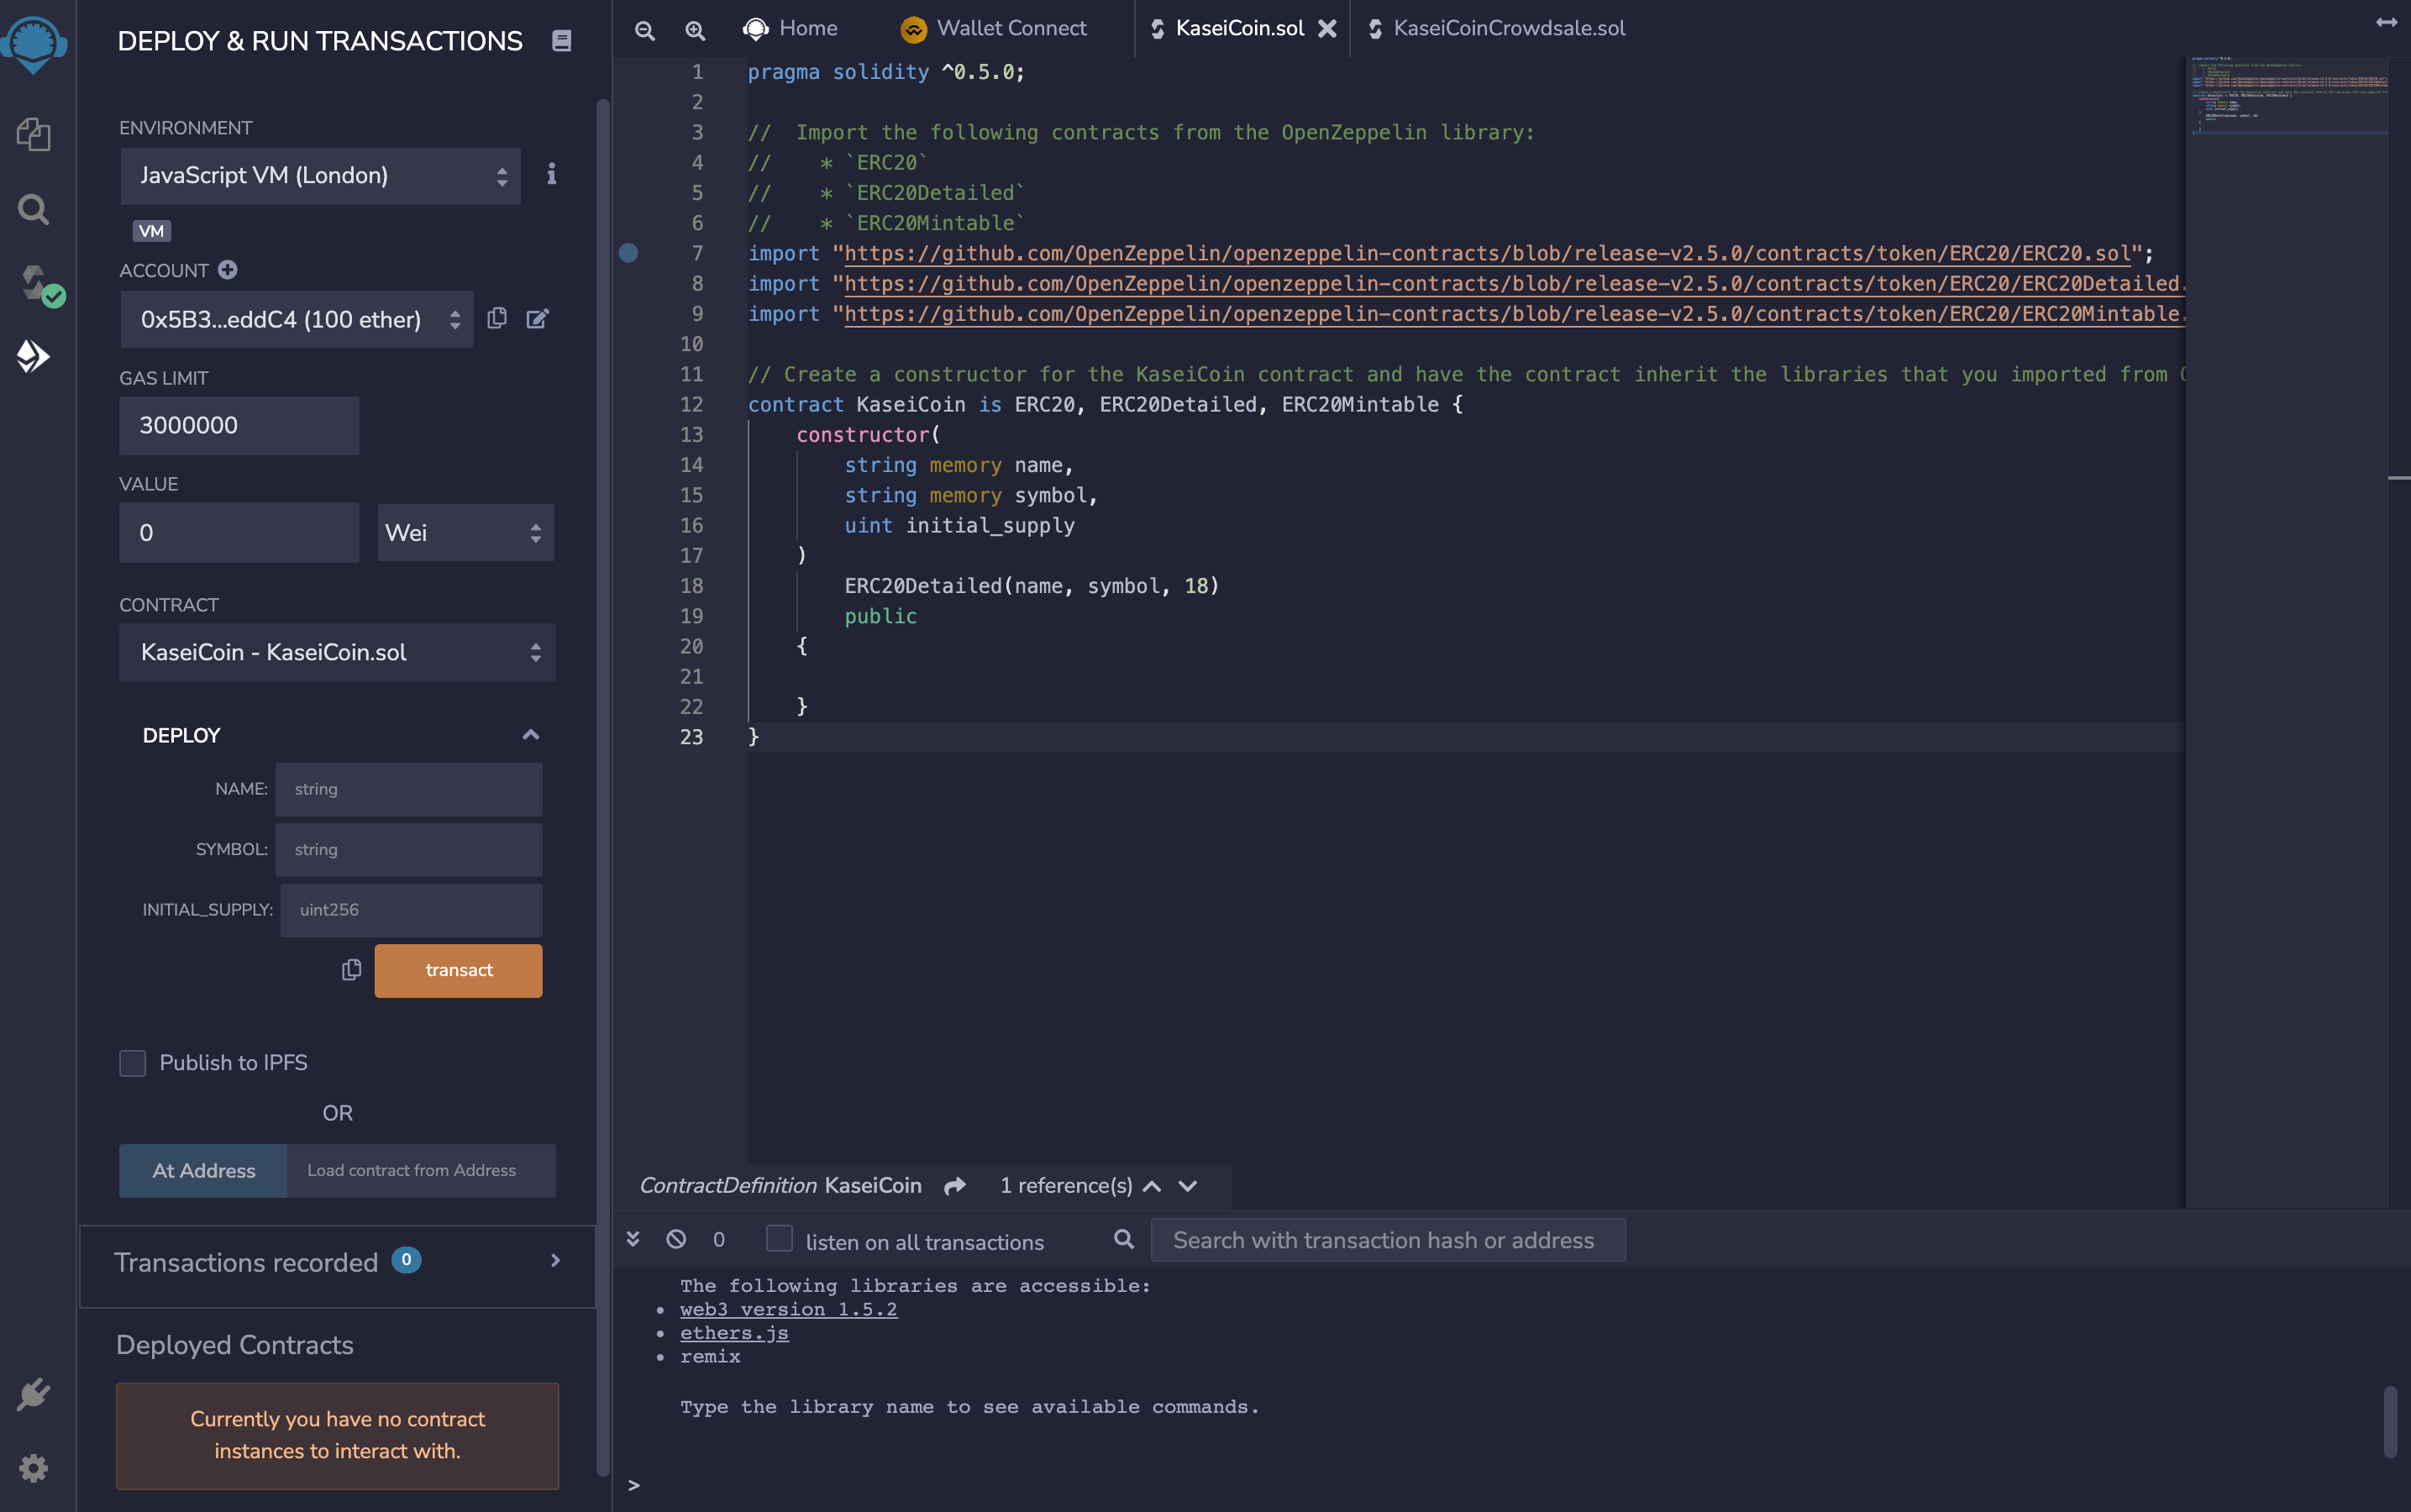 DEPLOY & RUN TRANSACTIONS
ENVIRONMENT
JavaScript VM (London)
VM
ACCOUNT
0x5B3...eddC4 (100 ether)
GAS LIMIT
3000000
VALUE
0
Wei
CONTRACT
KaseiCoin - KaseiCoin.sol
DEPLOY
NAME: string
SYMBOL: string
INITIAL_SUPPLY: uint256
transact
Publish to IPFS
OR
At Address Load contract from Address
Transactions recorded 0
Deployed Contracts
Currently you have no contract
instances to interact with.
Home
Wallet Connect
KaseiCoin.sol
KaseiCoinCrowdsale.sol
1 pragma solidity ^0.5.0;
2
3 //  Import the following contracts from the OpenZeppelin library:
4 //    * `ERC20`
5 //    * `ERC20Detailed`
6 //    * `ERC20Mintable`
7 import "https://github.com/OpenZeppelin/openzeppelin-contracts/blob/release-v2.5.0/contracts/token/ERC20/ERC20.sol";
8 import "https://github.com/OpenZeppelin/openzeppelin-contracts/blob/release-v2.5.0/contracts/token/ERC20/ERC20Detailed.
9 import "https://github.com/OpenZeppelin/openzeppelin-contracts/blob/release-v2.5.0/contracts/token/ERC20/ERC20Mintable.
10
11 // Create a constructor for the KaseiCoin contract and have the contract inherit the libraries that you imported from
12 contract KaseiCoin is ERC20, ERC20Detailed, ERC20Mintable {
13     constructor(
14         string memory name,
15         string memory symbol,
16         uint initial_supply
17     )
18         ERC20Detailed(name, symbol, 18)
19         public
20     {
21
22     }
23 }
ContractDefinition KaseiCoin 1 reference(s)
0 listen on all transactions Search with transaction hash or address
The following libraries are accessible:
• web3 version 1.5.2
• ethers.js
• remix
Type the library name to see available commands.
>